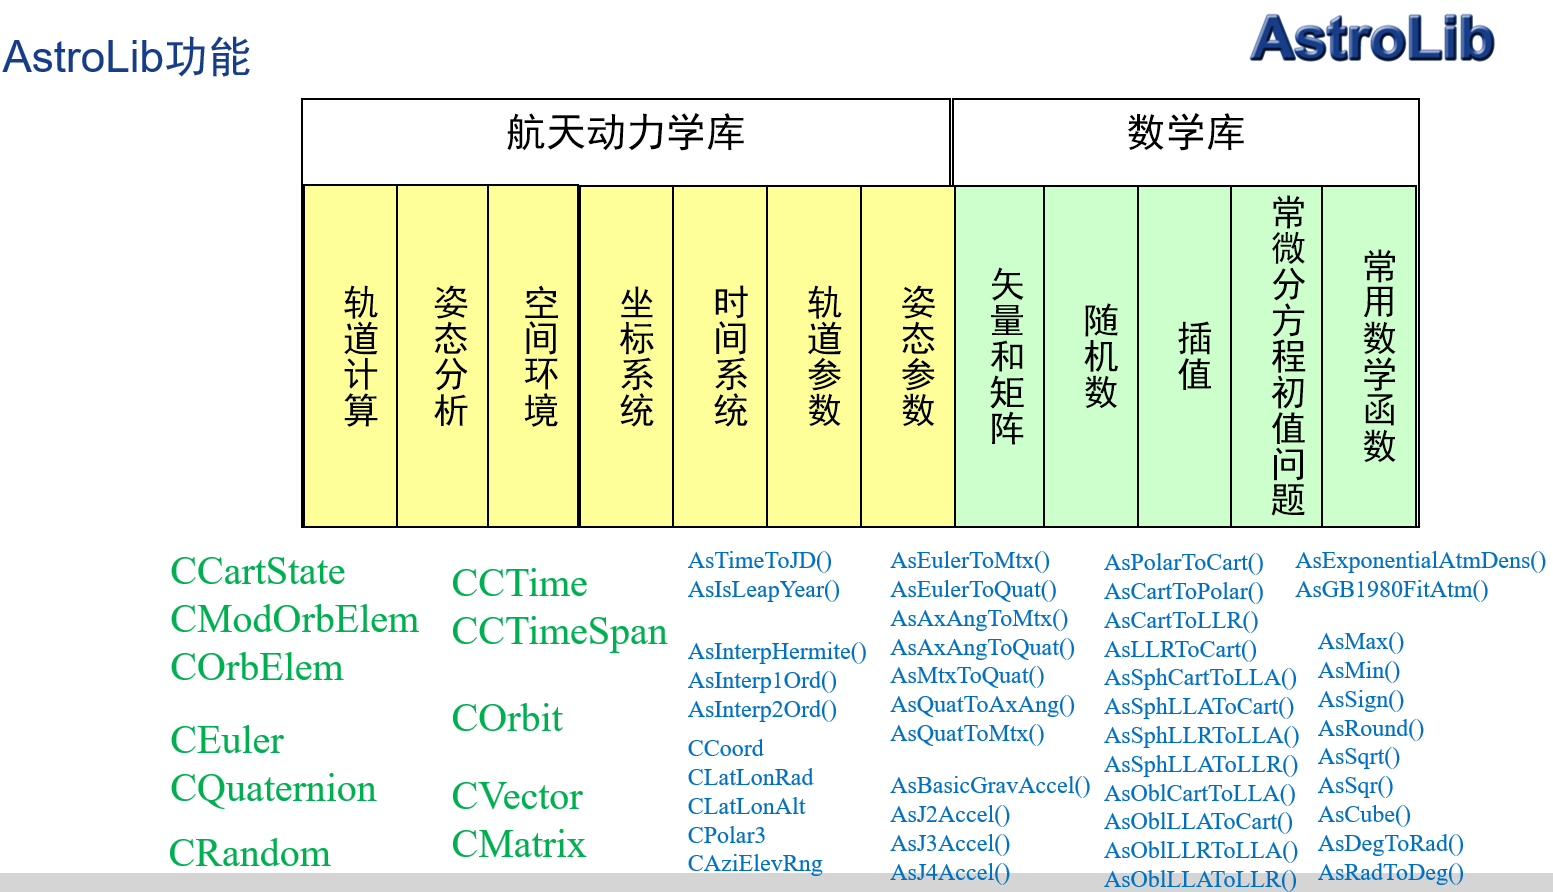 AstroLib功能
AstroLib
航天动力学库
数学库
轨道计算
姿态分析
空间环境
坐标系统
时间系统
轨道参数
姿态参数
矢量和矩阵
随机数
插值
常微分方程初值问题
常用数学函数
CCartState
CModOrbElem
COrbElem
CEuler
CQuaternion
CRandom
CCTime
CCTimeSpan
COrbit
CVector
CMatrix
AsTimeToJD()
AsIsLeapYear()
AsInterpHermite()
AsInterp1Ord()
AsInterp2Ord()
CCoord
CLatLonRad
CLatLonAlt
CPolar3
CAziElevRng
AsEulerToMtx()
AsEulerToQuat()
AsAxAngToMtx()
AsAxAngToQuat()
AsMtxToQuat()
AsQuatToAxAng()
AsQuatToMtx()
AsBasicGravAccel()
AsJ2Accel()
AsJ3Accel()
AsJ4Accel()
AsPolarToCart()
AsCartToPolar()
AsCartToLLR()
AsLLRToCart()
AsSphCartToLLA()
AsSphLLAToCart()
AsSphLLRToLLA()
AsSphLLAToLLR()
AsOblCartToLLA()
AsOblLLAToCart()
AsOblLLRToLLA()
AsOblLLAToLLR()
AsExponentialAtmDens()
AsGB1980FitAtm()
AsMax()
AsMin()
AsSign()
AsRound()
AsSqrt()
AsSqr()
AsCube()
AsDegToRad()
AsRadToDeg()